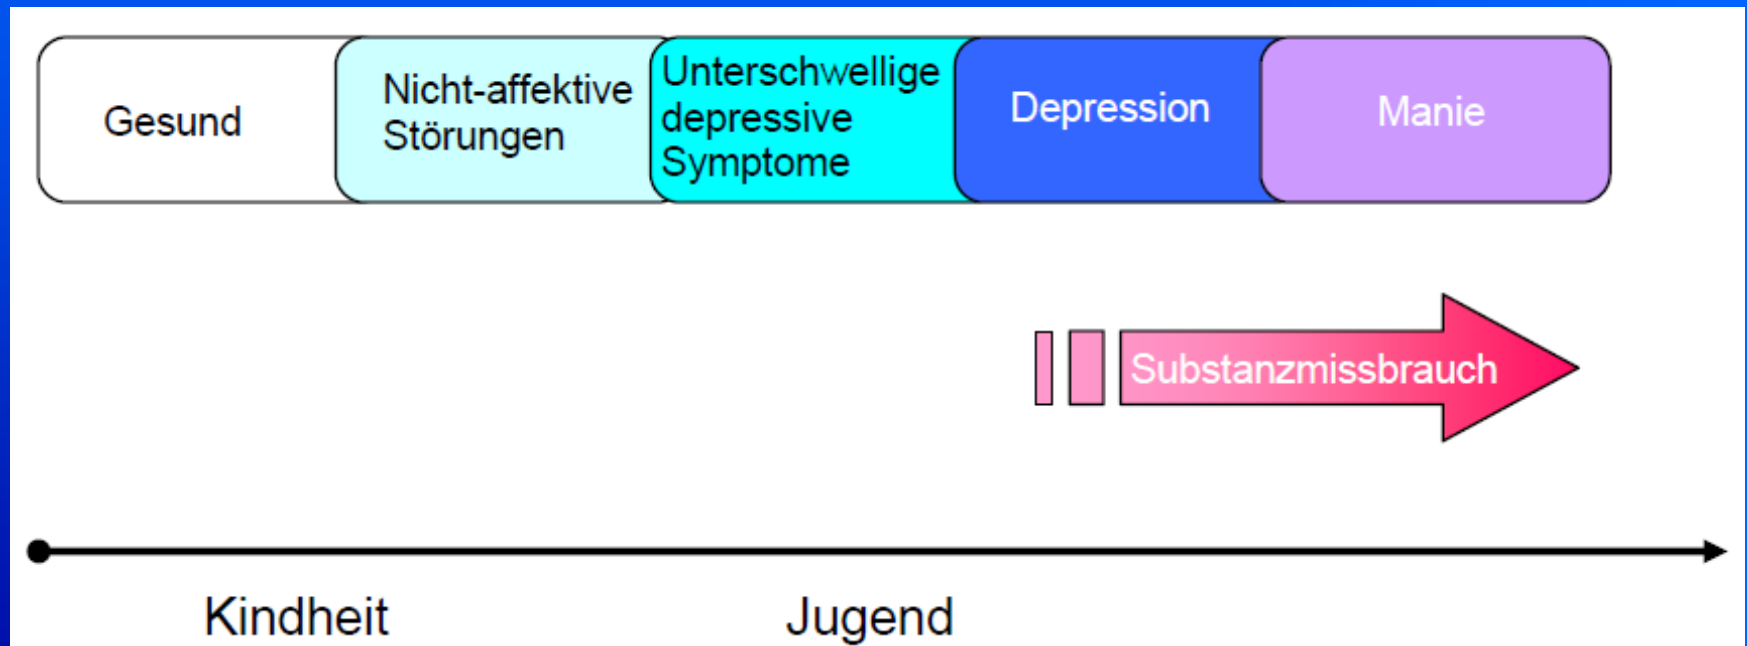 Gesund
Nicht-affektive
Störungen
Unterschwellige
depressive
Symptome
Depression
Manie
Substanzmissbrauch
Kindheit
Jugend